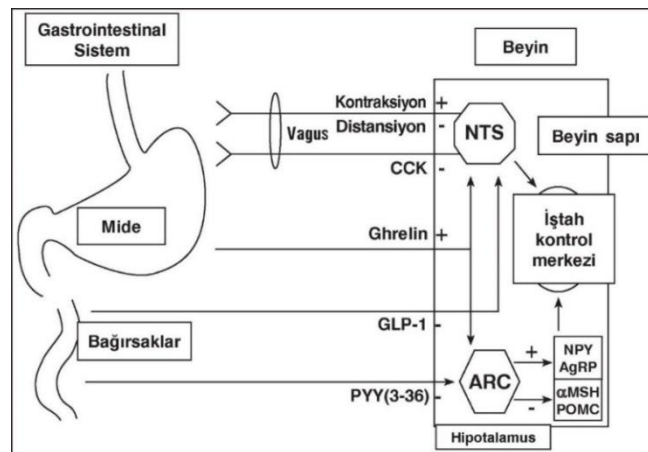 Gastrointestinal
Sistem
Beyin
Kontraksiyon +
Distansiyon -
Vagus
NTS
Beyin sapı
CCK -
Mide
Ghrelin +
İştah
kontrol
merkezi
GLP-1 -
Bağırsaklar
ARC
+
NPY
AgRP
-
αMSH
POMC
PYY(3-36) -
Hipotalamus